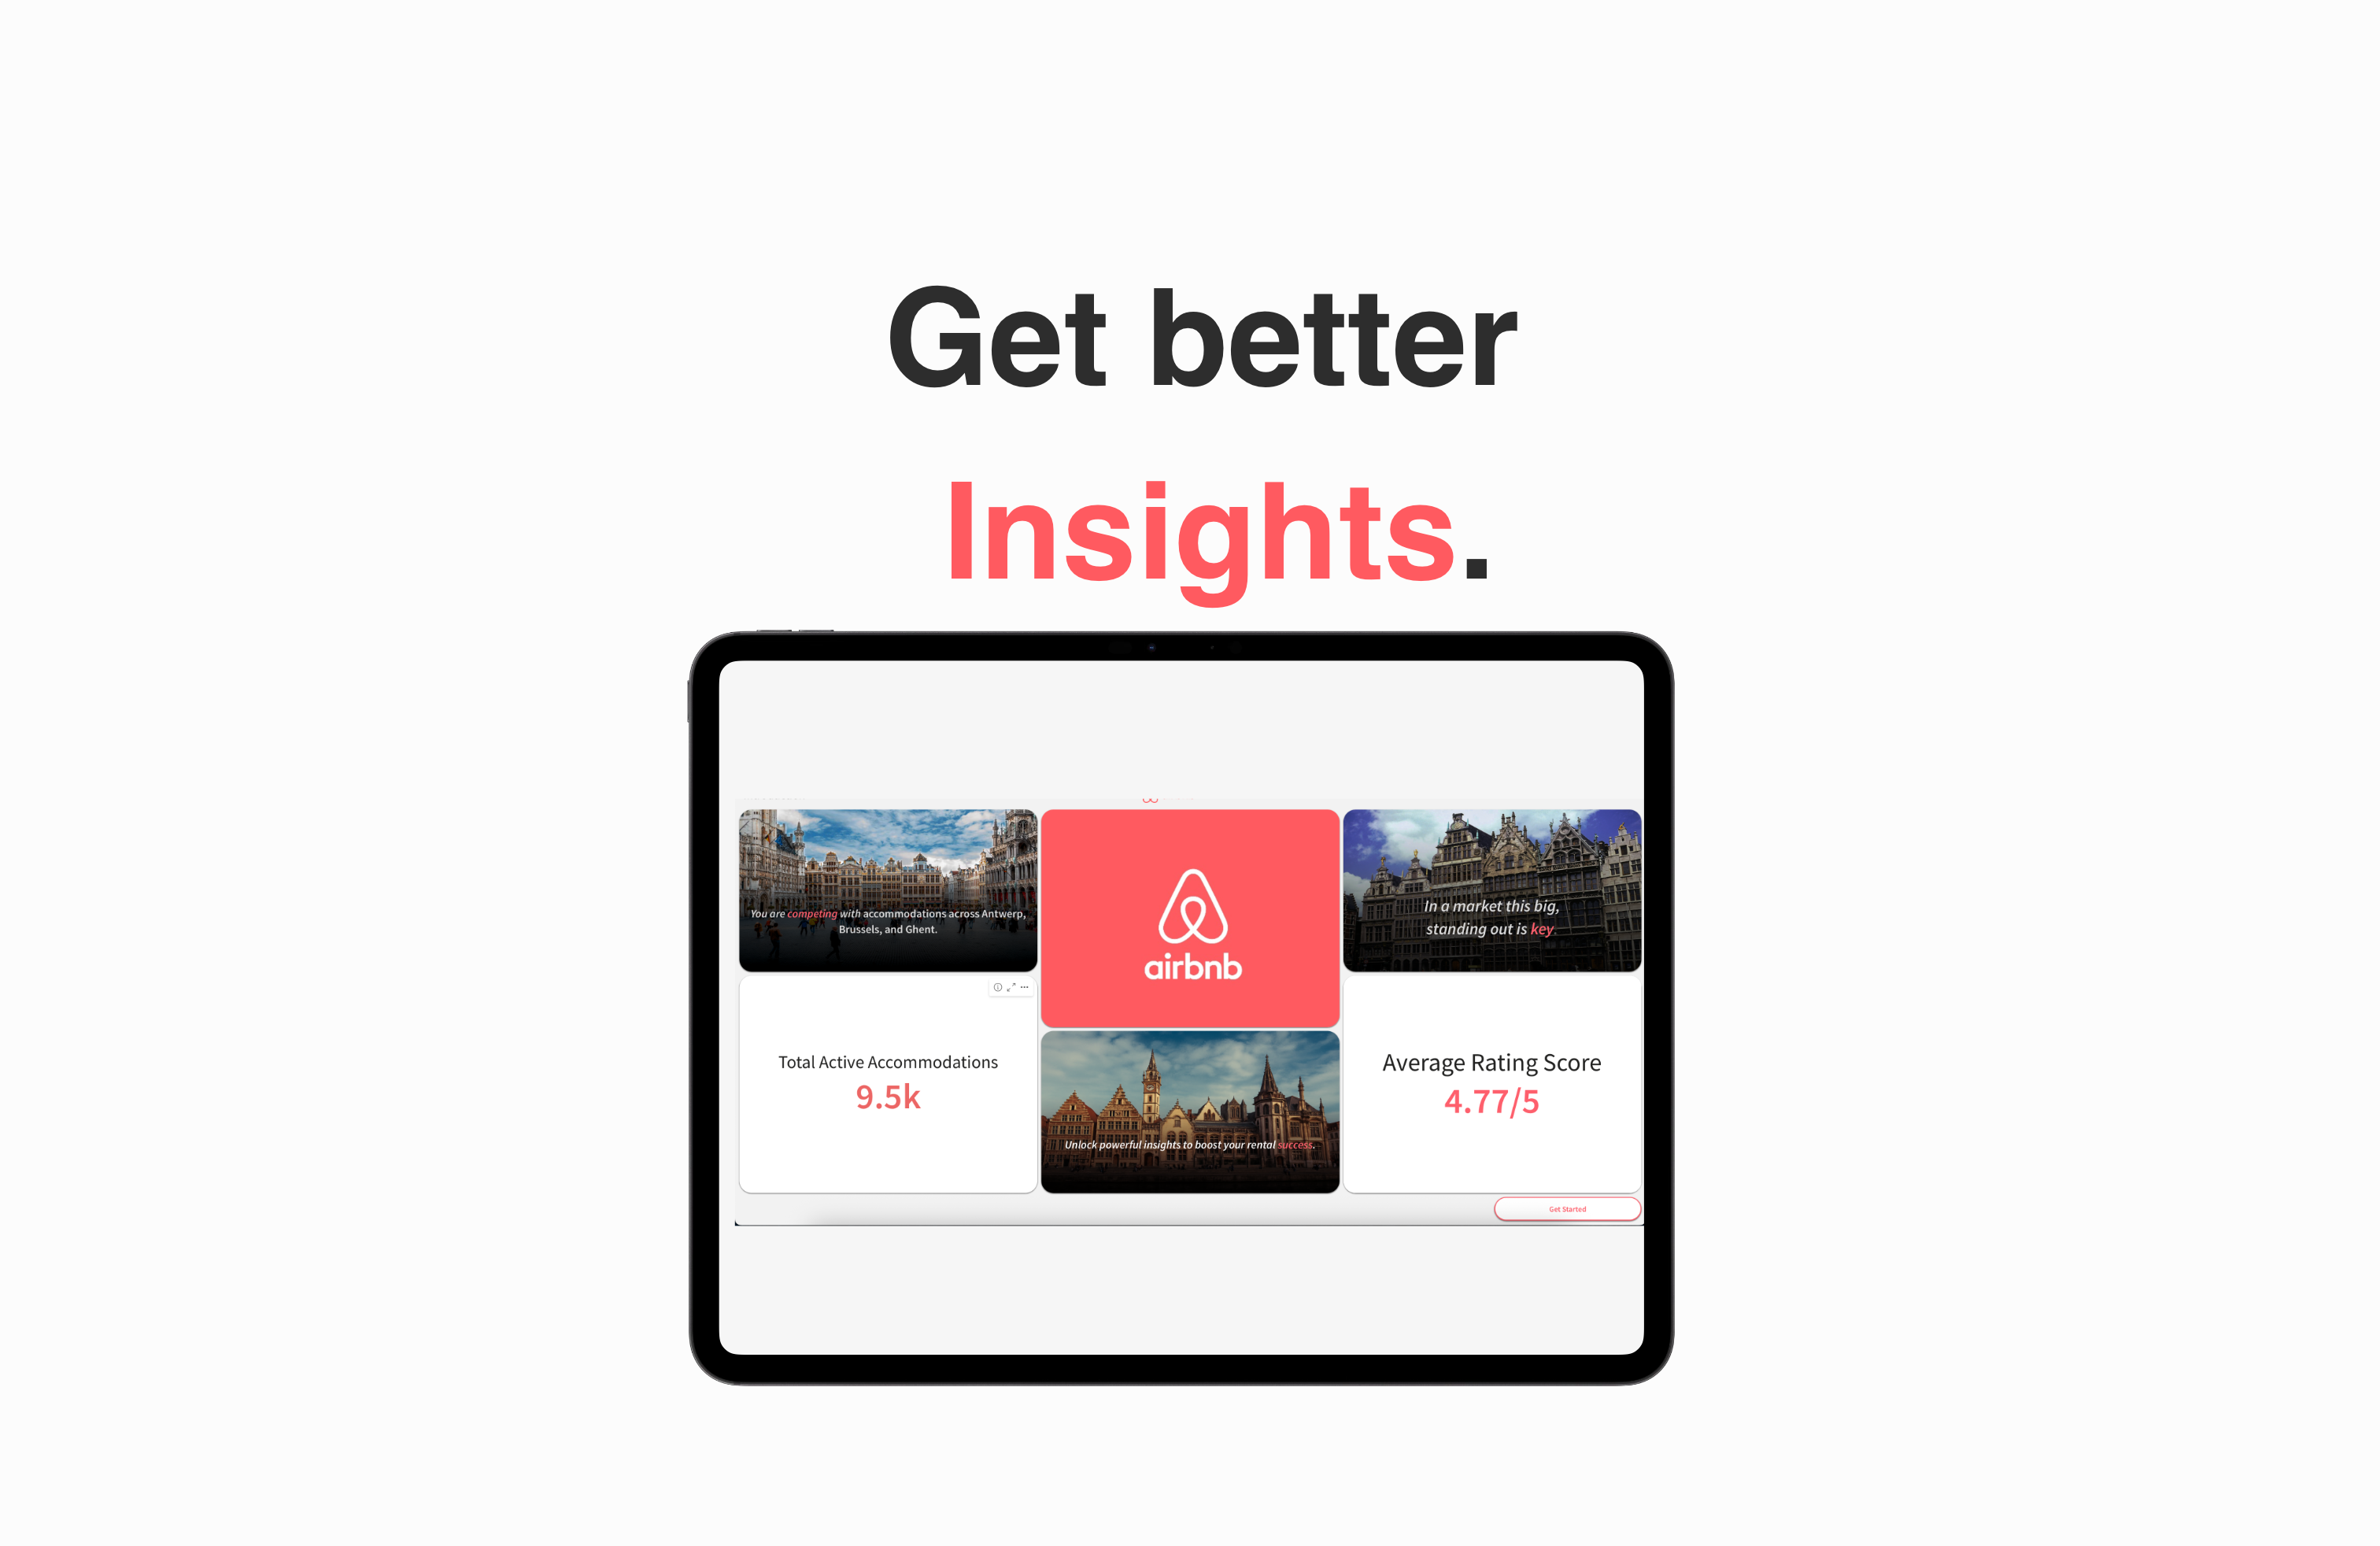 Get better
Insights.
You are competing with accommodations across Antwerp,
Brussels, and Ghent.
airbnb
In a market this big,
standing out is key.
Total Active Accommodations
9.5k
Unlock powerful insights to boost your rental success.
Average Rating Score
4.77/5
Get Started